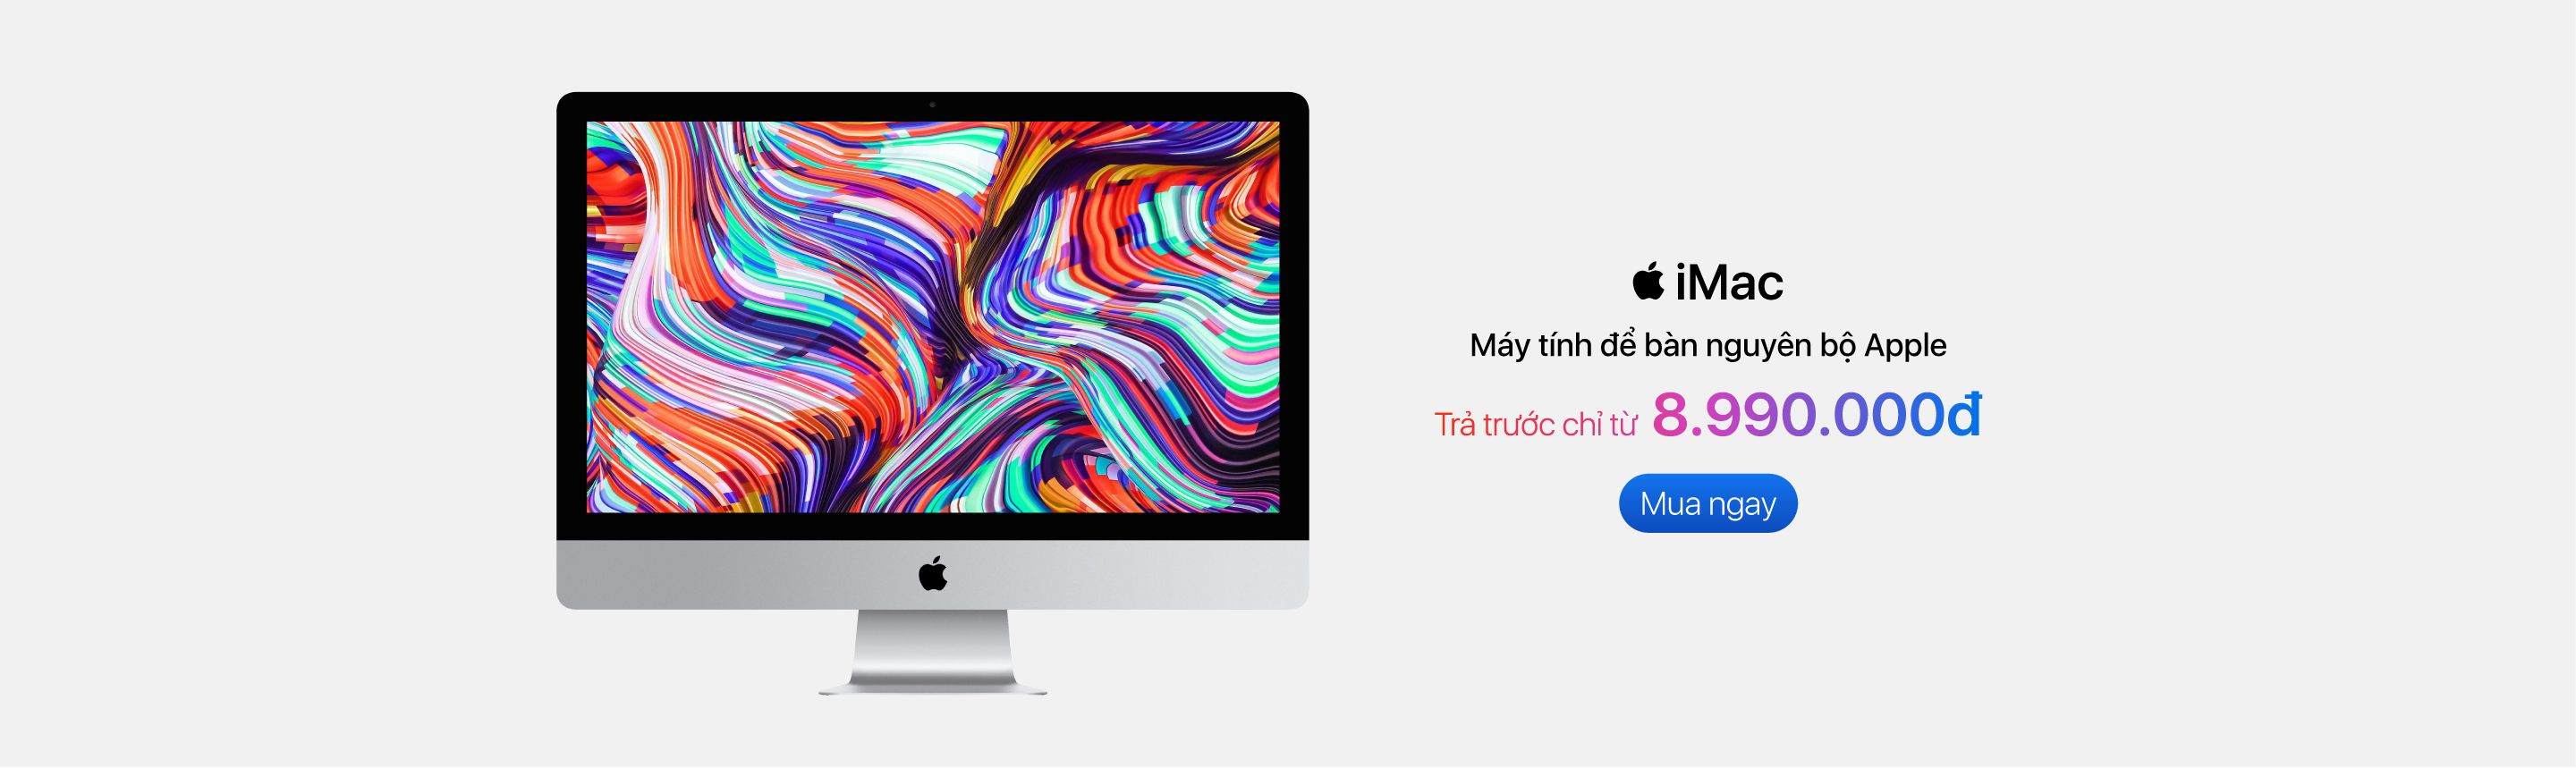 iMac
Máy tính để bàn nguyên bộ Apple
Trả trước chỉ từ 8.990.000đ
Mua ngay